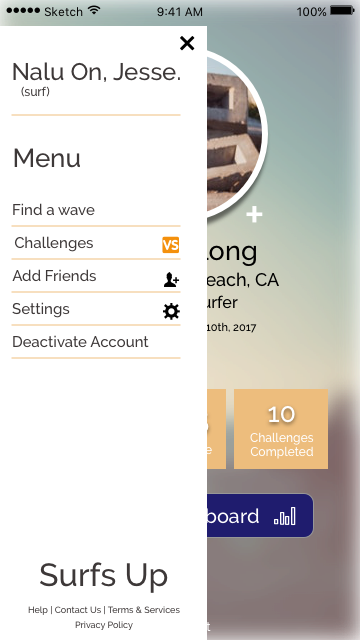 Sketch 9:41 AM 100%
Nalu On, Jesse.
(surf)
Menu
Find a wave
Challenges VS
Add Friends
Settings
Deactivate Account
ong
each, CA
rfer
10th, 2017
10
Challenges
Completed
board
Surfs Up
Help | Contact Us | Terms & Services
Privacy Policy